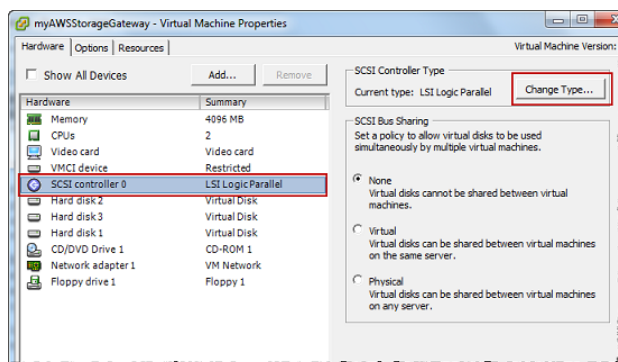 myAWSStorageGateway - Virtual Machine Properties
Hardware Options Resources
Virtual Machine Version:
Show All Devices
Add...
Remove
Hardware Summary
Memory 4096 MB
CPUs 2
Video card Video card
VMCI device Restricted
SCSI controller 0 LSI Logic Parallel
Hard disk 2 Virtual Disk
Hard disk 3 Virtual Disk
Hard disk 1 Virtual Disk
CD/DVD Drive 1 CD-ROM 1
Network adapter 1 VM Network
Floppy drive 1 Floppy 1
SCSI Controller Type
Current type: LSI Logic Parallel
Change Type...
SCSI Bus Sharing
Set a policy to allow virtual disks to be used
simultaneously by multiple virtual machines.
None
Virtual disks cannot be shared between virtual
machines.
Virtual
Virtual disks can be shared between virtual machines
on the same server.
Physical
Virtual disks can be shared between virtual machines
on any server.